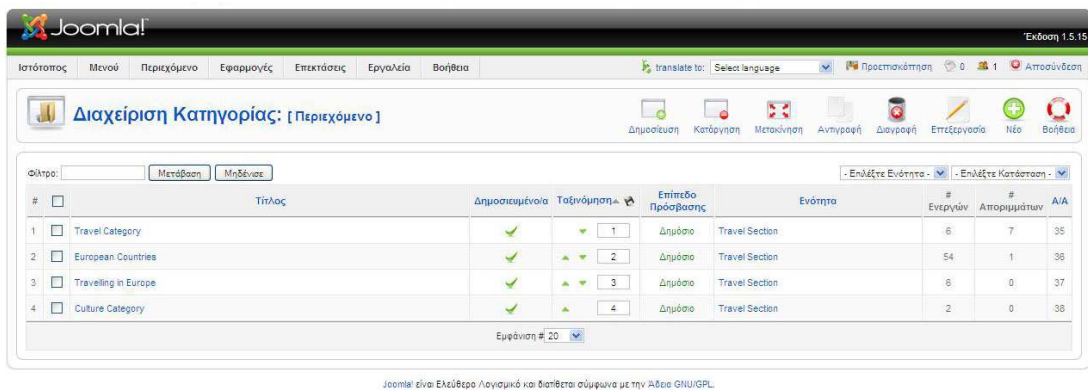 Joomla!
Έκδοση 1.5.15
Ιστότοπος Μενού Περιεχόμενο Εφαρμογές Επεκτάσεις Εργαλεία Βοήθεια translate to: Select language Προεπισκόπηση 0 1 Αποσύνδεση
Διαχείριση Κατηγορίας: [ Περιεχόμενο ]
Δημοσίευση Κατάργηση Μετακίνηση Αντιγραφή Διαγραφή Επεξεργασία Νέο Βοήθεια
Φίλτρο: Μετάβαση Μηδένισε - Επιλέξτε Ενότητα - - Επιλέξτε Κατάσταση -
# Τίτλος Δημοσιευμένο/α Ταξινόμηση Επίπεδο Πρόσβασης Ενότητα # Ενεργών # Απορριμμάτων Α/Α
1 Travel Category 1 Δημόσιο Travel Section 6 7 35
2 European Countries 2 Δημόσιο Travel Section 54 1 36
3 Travelling in Europe 3 Δημόσιο Travel Section 6 0 37
4 Culture Category 4 Δημόσιο Travel Section 2 0 38
Εμφάνιση # 20
Joomla! είναι Ελεύθερο Λογισμικό και διατίθεται σύμφωνα με την Άδεια GNU/GPL.